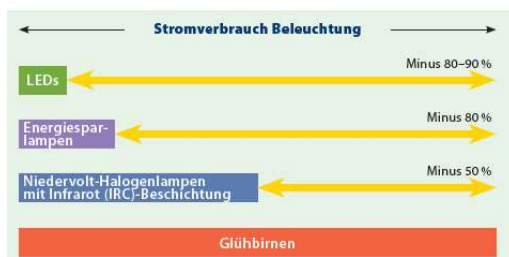 Stromverbrauch Beleuchtung
Minus 80–90 %
LEDs
Minus 80 %
Energiespar-
lampen
Minus 50 %
Niedervolt-Halogenlampen
mit Infrarot (IRC)-Beschichtung
Glühbirnen